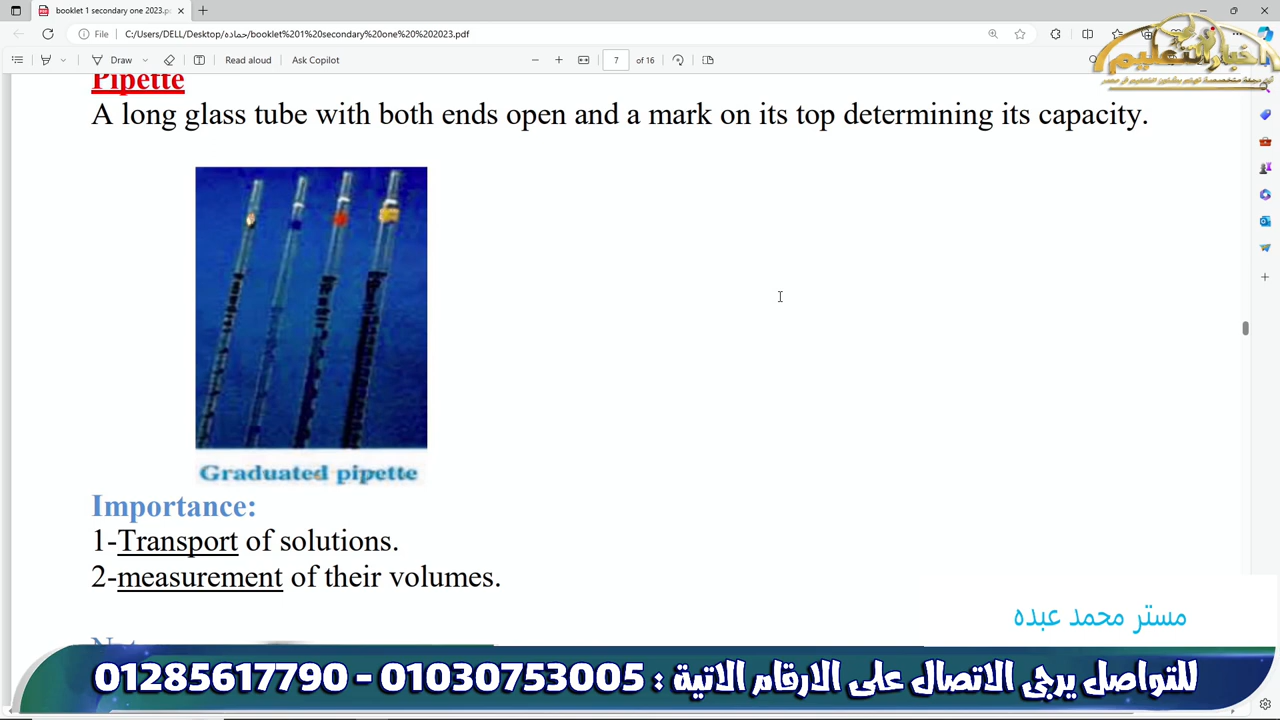 booklet 1 secondary one 2023.p
File
C:/Users/DELL/Desktop/حماده/booklet%201%20secondary%20one%20%202023.pdf
Draw
Read aloud
Ask Copilot
7
of 16
أخبار التعليم
Pipette
A long glass tube with both ends open and a mark on its top determining its capacity.
Graduated pipette
Importance:
1-Transport of solutions.
2-measurement of their volumes.
مستر محمد عبده
للتواصل يرجى الاتصال على الارقام الاتية : 01030753005 - 01285617790